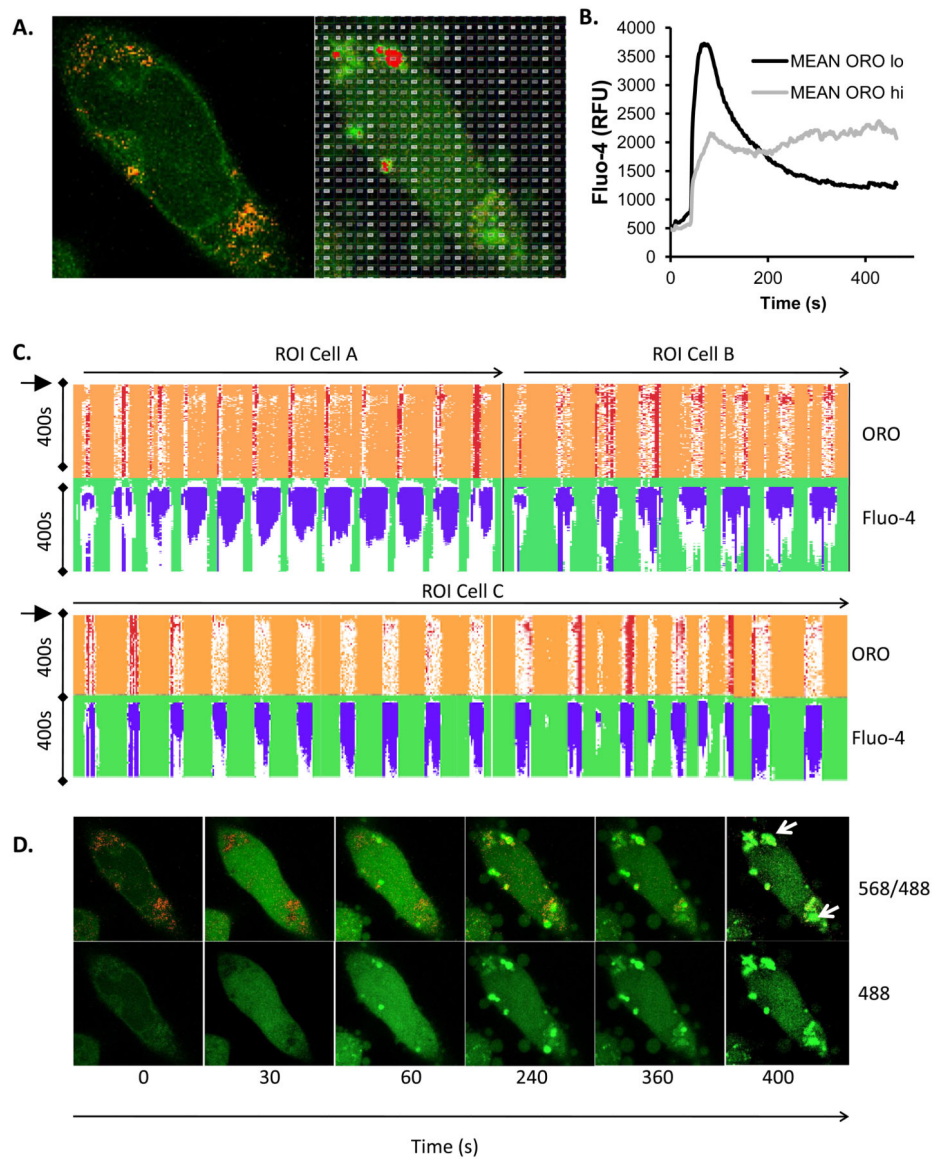 A.
B.
4000
3500
3000
2500
2000
1500
1000
500
0
Fluo-4 (RFU)
MEAN ORO lo
MEAN ORO hi
0 200 400
Time (s)
C.
ROI Cell A ROI Cell B
400s
ORO
400s
Fluo-4
ROI Cell C
400s
ORO
400s
Fluo-4
D.
568/488
488
0 30 60 240 360 400
Time (s)